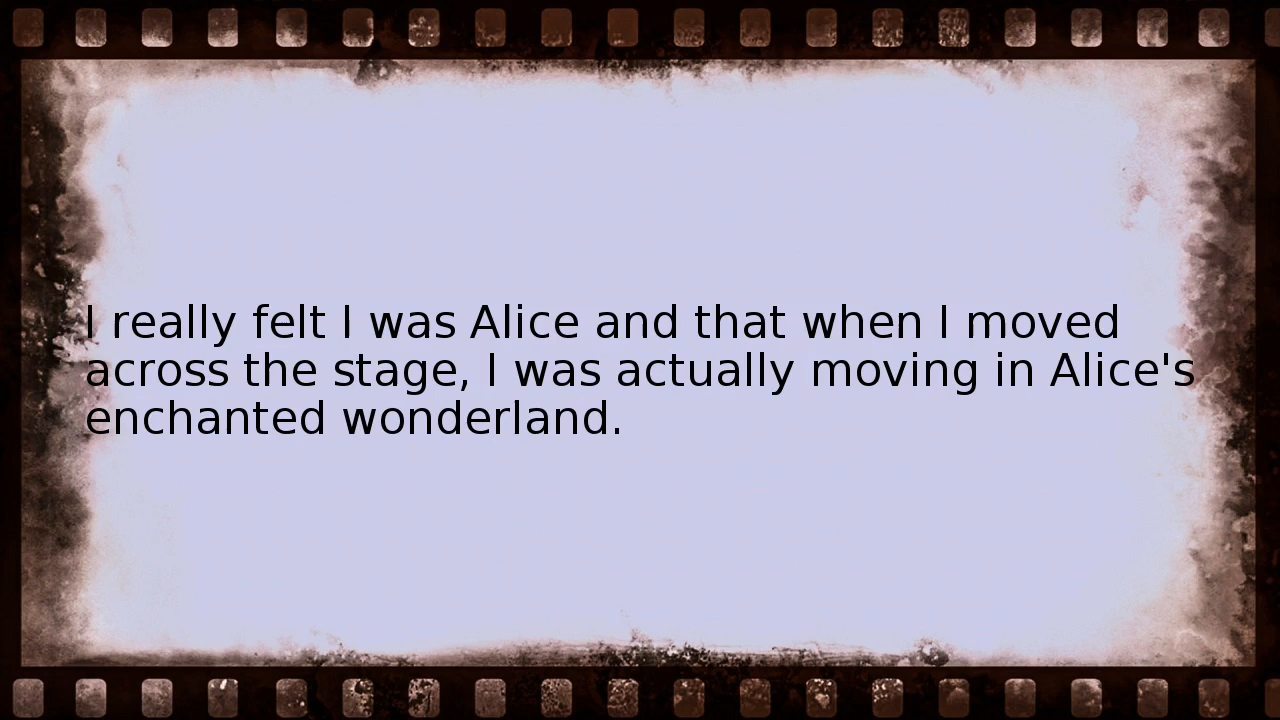 I really felt I was Alice and that when I moved
across the stage, I was actually moving in Alice's
enchanted wonderland.